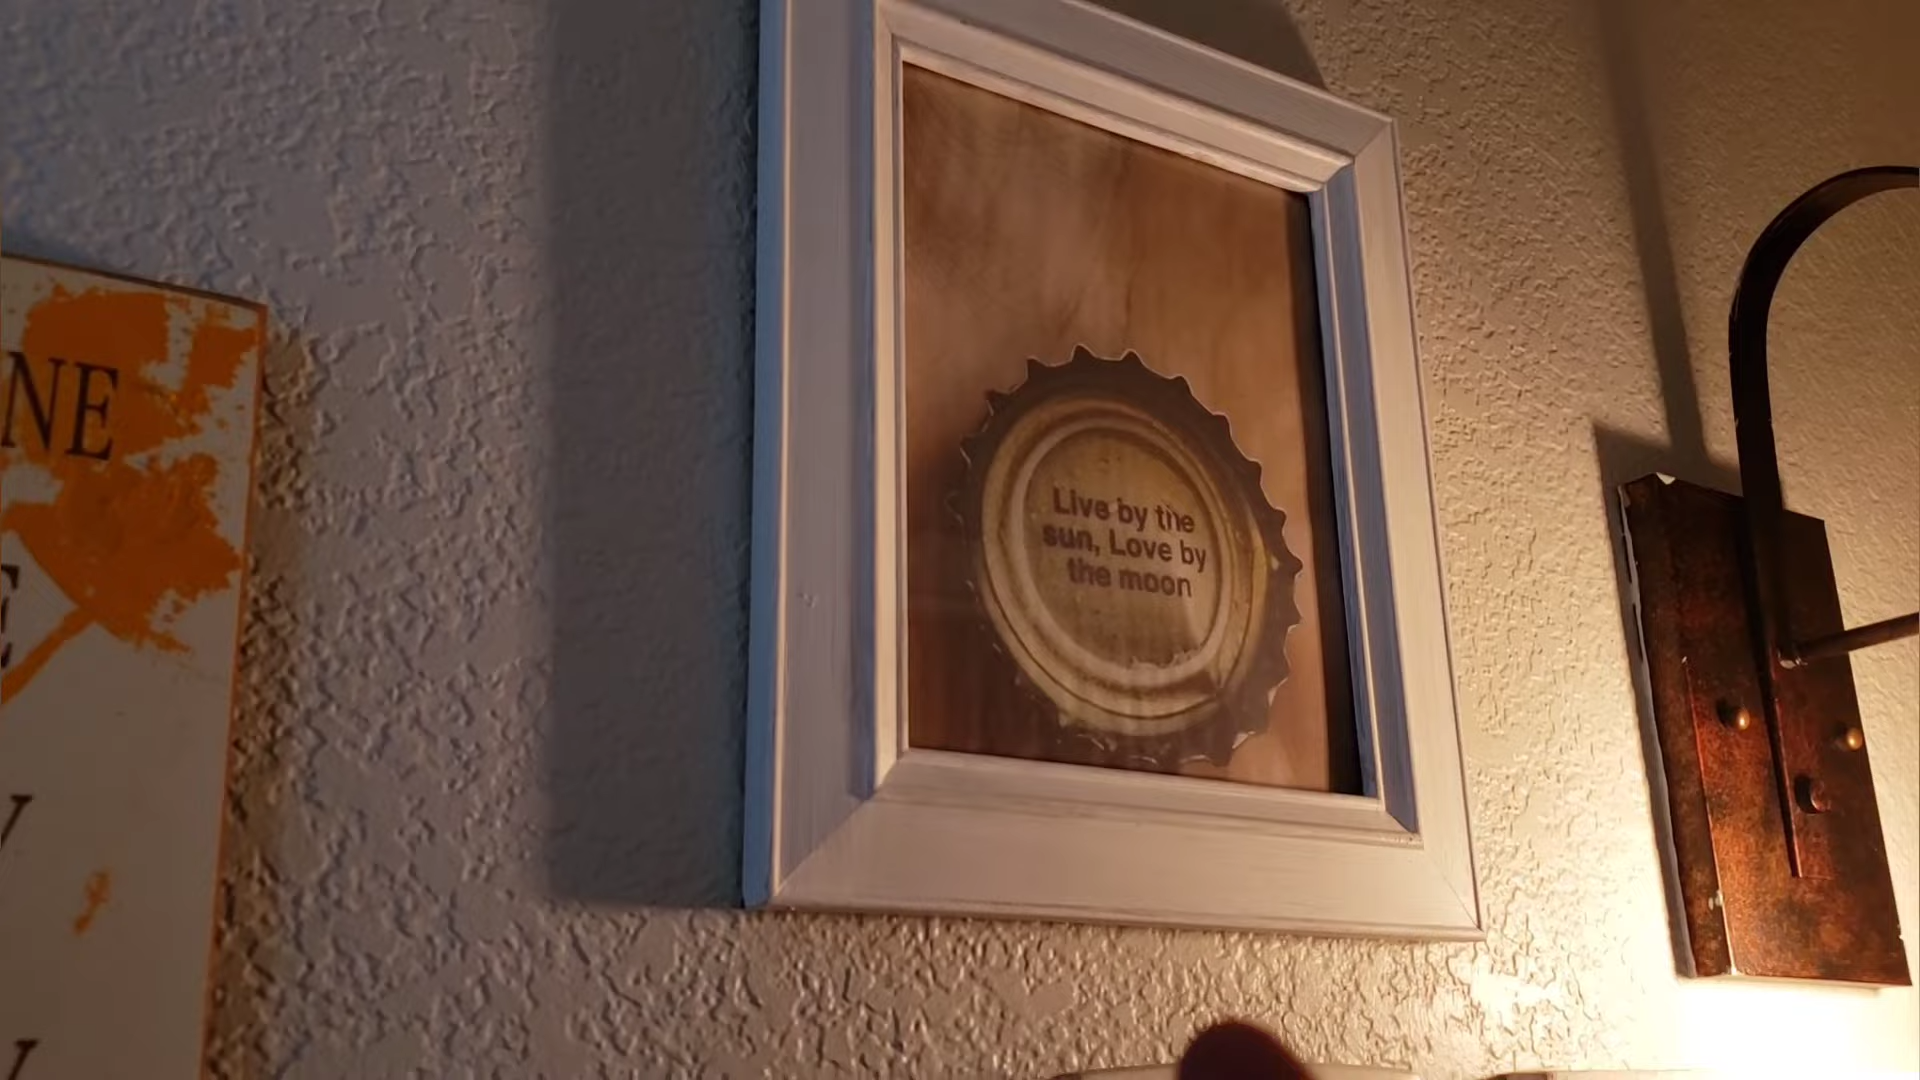 NE
E
Y
Y
Live by the
sun, Love by
the moon